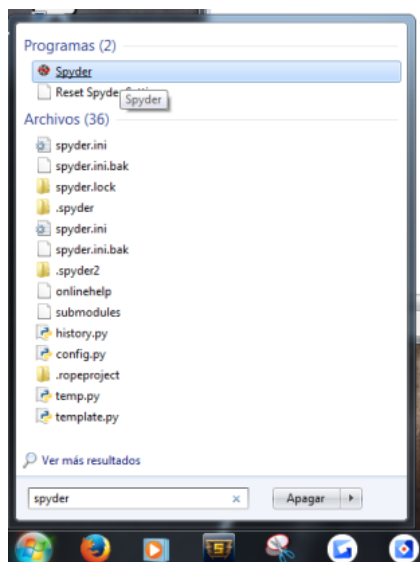 Programas (2)
Spyder
Reset Spyder
Spyder
Archivos (36)
spyder.ini
spyder.ini.bak
spyder.lock
.spyder
spyder.ini
spyder.ini.bak
.spyder2
onlinehelp
submodules
history.py
config.py
.ropeproject
temp.py
template.py
Ver más resultados
spyder
Apagar